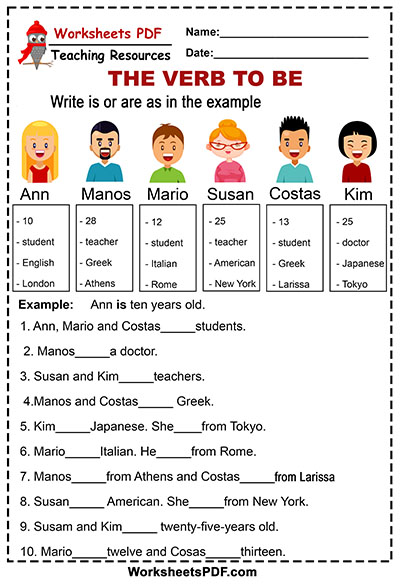 Worksheets PDF
Teaching Resources
Name:____________________
Date:____________________
THE VERB TO BE
Write is or are as in the example
Ann Manos Mario Susan Costas Kim
- 10 - 28 - 12 - 25 - 13 - 25
- student - teacher - student - teacher - student - doctor
- English - Greek - Italian - American - Greek - Japanese
- London - Athens - Rome - New York - Larissa - Tokyo
Example: Ann is ten years old.
1. Ann, Mario and Costas_____students.
2. Manos_____a doctor.
3. Susan and Kim_____teachers.
4.Manos and Costas_____ Greek.
5. Kim_____Japanese. She____from Tokyo.
6. Mario_____Italian. He_____from Rome.
7. Manos_____from Athens and Costas_____from Larissa
8. Susan_____ American. She____from New York.
9. Susam and Kim_____ twenty-five-years old.
10. Mario_____twelve and Cosas_____thirteen.
WorksheetsPDF.com